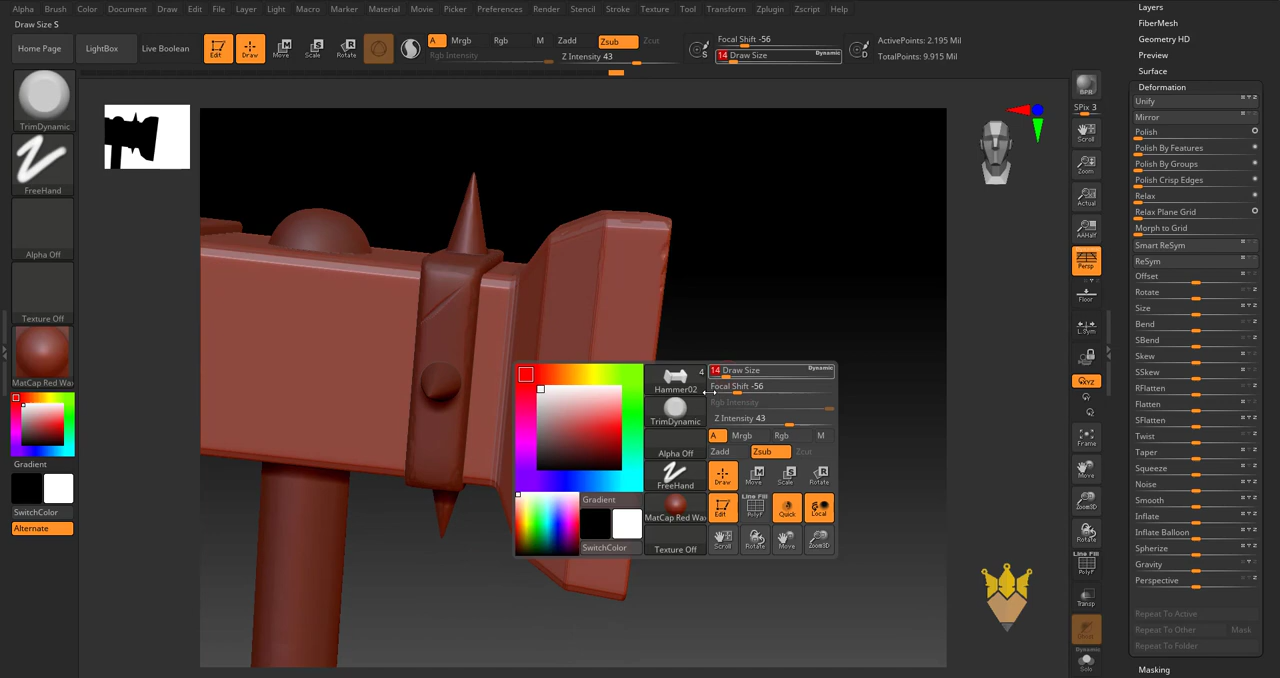 Alpha Brush Color Document Draw Edit File Layer Light Macro Marker Material Movie Picker Preferences Render Stencil Stroke Texture Tool Transform Zplugin Zscript Help
Draw Size S
Home Page LightBox Live Boolean Edit Draw Move Scale Rotate A Mrgb Rgb M Zadd Zsub Zcut
Rgb Intensity Z Intensity 43
S Focal Shift -56 D ActivePoints: 2.195 Mil
14 Draw Size Dynamic TotalPoints: 9.915 Mil
TrimDynamic
FreeHand
Alpha Off
Texture Off
MatCap Red Wax
Gradient
SwitchColor
Alternate
4
Hammer02
TrimDynamic
Alpha Off
FreeHand
MatCap Red Wax
Texture Off
Gradient
SwitchColor
14 Draw Size Dynamic
Focal Shift -56
Rgb Intensity
Z Intensity 43
A Mrgb Rgb M
Zadd Zsub Zcut
Draw Move Scale Rotate
Line Fill
Edit PolyF Quick Local
Scroll Rotate Move Zoom3D
BPR
SPix 3
Scroll
Zoom
Actual
AAHalf
Persp
Floor
L.Sym
XYZ
Frame
Move
Zoom3D
Rotate
Line Fill
PolyF
Transp
Dynamic
Solo
Layers
FiberMesh
Geometry HD
Preview
Surface
Deformation
Unify
Mirror
Polish
Polish By Features
Polish By Groups
Polish Crisp Edges
Relax
Relax Plane Grid
Morph to Grid
Smart ReSym
ReSym
Offset
Rotate
Size
Bend
SBend
Skew
SSkew
RFlatten
Flatten
SFlatten
Twist
Taper
Squeeze
Noise
Smooth
Inflate
Inflate Balloon
Spherize
Gravity
Perspective
Repeat To Active
Repeat To Other Mask
Repeat To Folder
Masking